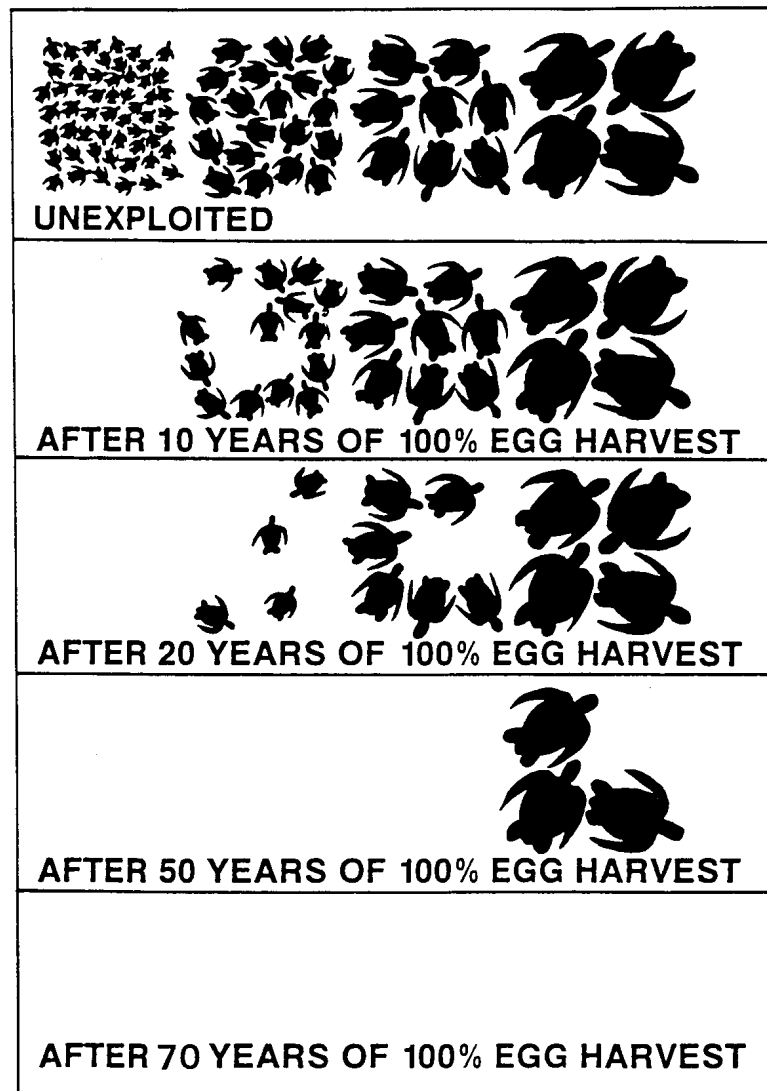 UNEXPLOITED
AFTER 10 YEARS OF 100% EGG HARVEST
AFTER 20 YEARS OF 100% EGG HARVEST
AFTER 50 YEARS OF 100% EGG HARVEST
AFTER 70 YEARS OF 100% EGG HARVEST